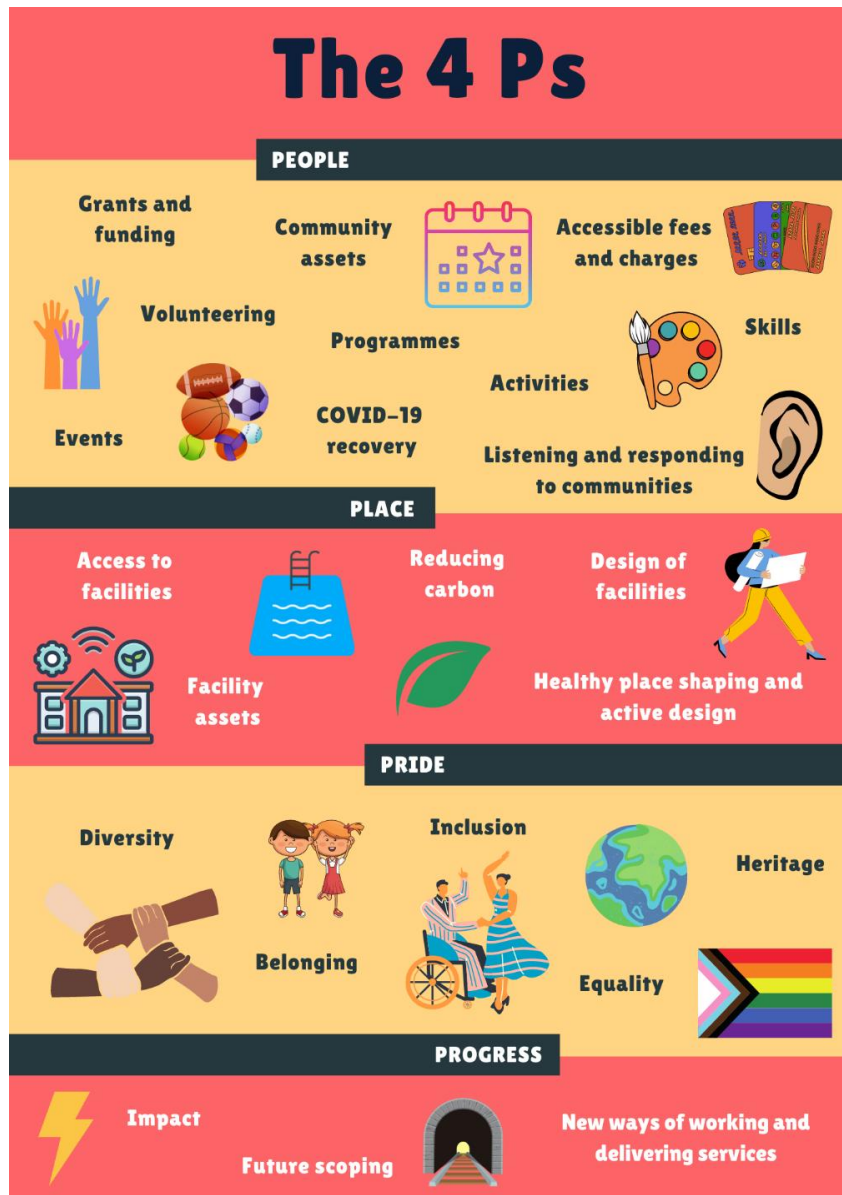 The 4 Ps
PEOPLE
Grants and
funding
Community
assets
Accessible fees
and charges
Volunteering
Programmes
Skills
Activities
Events
COVID-19
recovery
Listening and responding
to communities
PLACE
Access to
facilities
Reducing
carbon
Design of
facilities
Facility
assets
Healthy place shaping and
active design
PRIDE
Diversity
Inclusion
Heritage
Belonging
Equality
PROGRESS
Impact
Future scoping
New ways of working and
delivering services